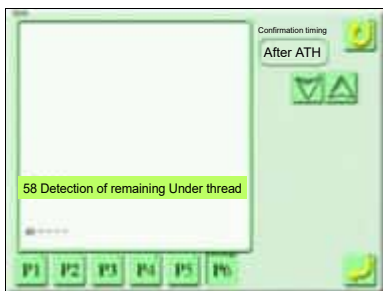 Confirmation timing
After ATH
58 Detection of remaining Under thread
P1 P2 P3 P4 P5 P6